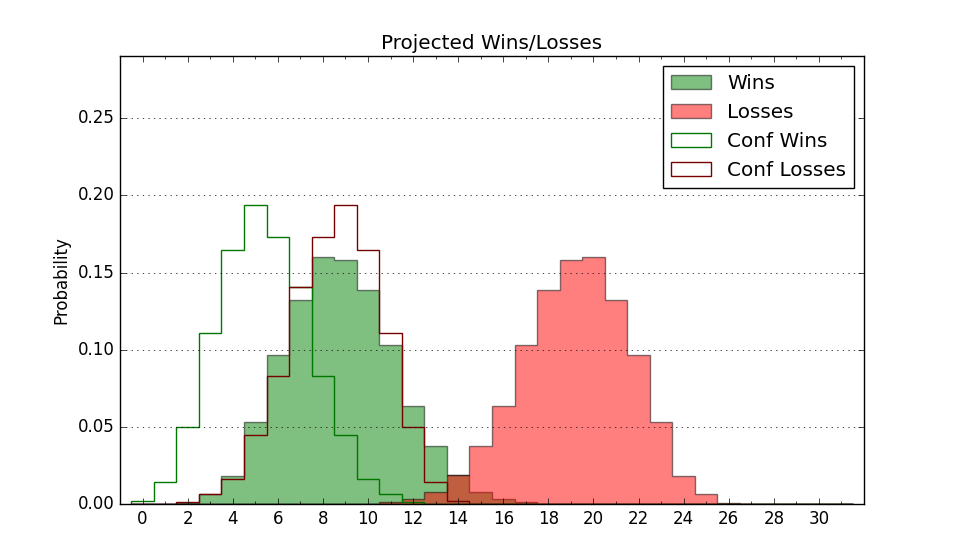 Projected Wins/Losses
Wins
Losses
Conf Wins
Conf Losses
Probability
0.25
0.20
0.15
0.10
0.05
0.00
0 2 4 6 8 10 12 14 16 18 20 22 24 26 28 30